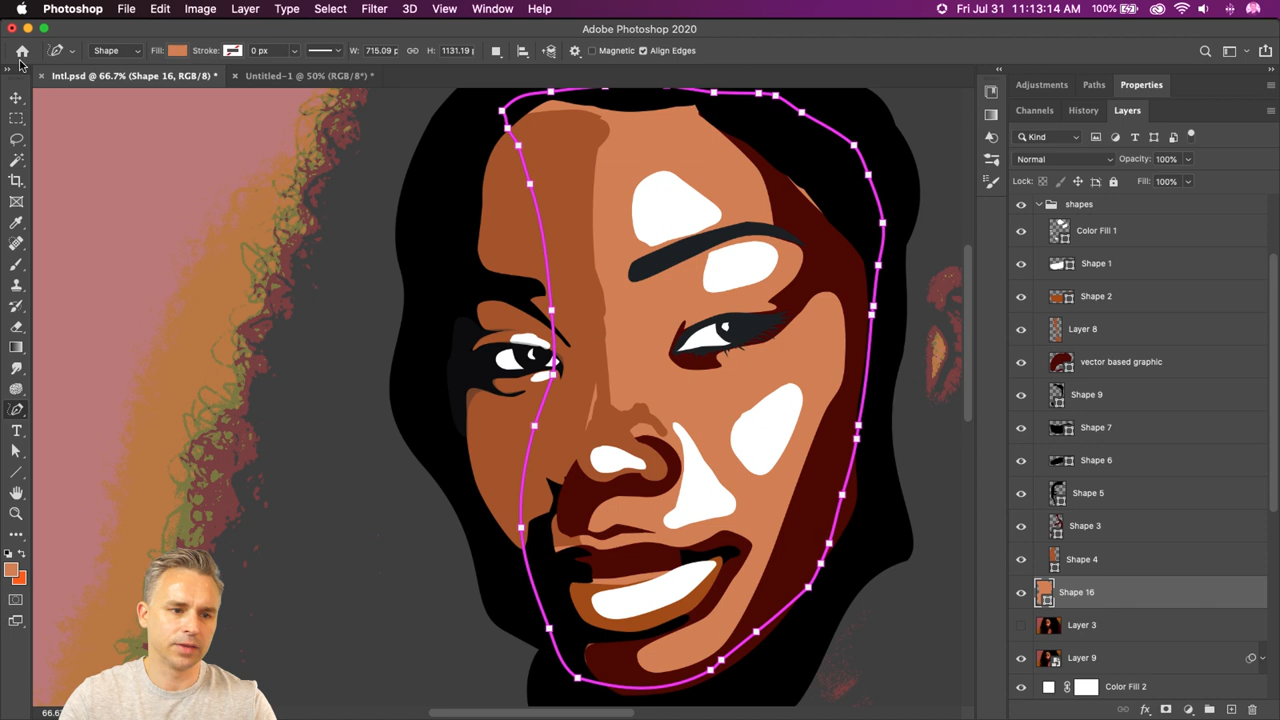 Photoshop File Edit Image Layer Type Select Filter 3D View Window Help 100% Fri Jul 31 11:13:14 AM
Adobe Photoshop 2020
Shape Fill: Stroke: 0 px W: 715.09 p H: 1131.19 Magnetic Align Edges
Intl.psd @ 66.7% (Shape 16, RGB/8) * Untitled-1 @ 50% (RGB/8*) *
Adjustments Paths Properties
Channels History Layers
Kind
Normal Opacity: 100%
Lock: Fill: 100%
shapes
Color Fill 1
Shape 1
Shape 2
Layer 8
vector based graphic
Shape 9
Shape 7
Shape 6
Shape 5
Shape 3
Shape 4
Shape 16
Layer 3
Layer 9
Color Fill 2
fx